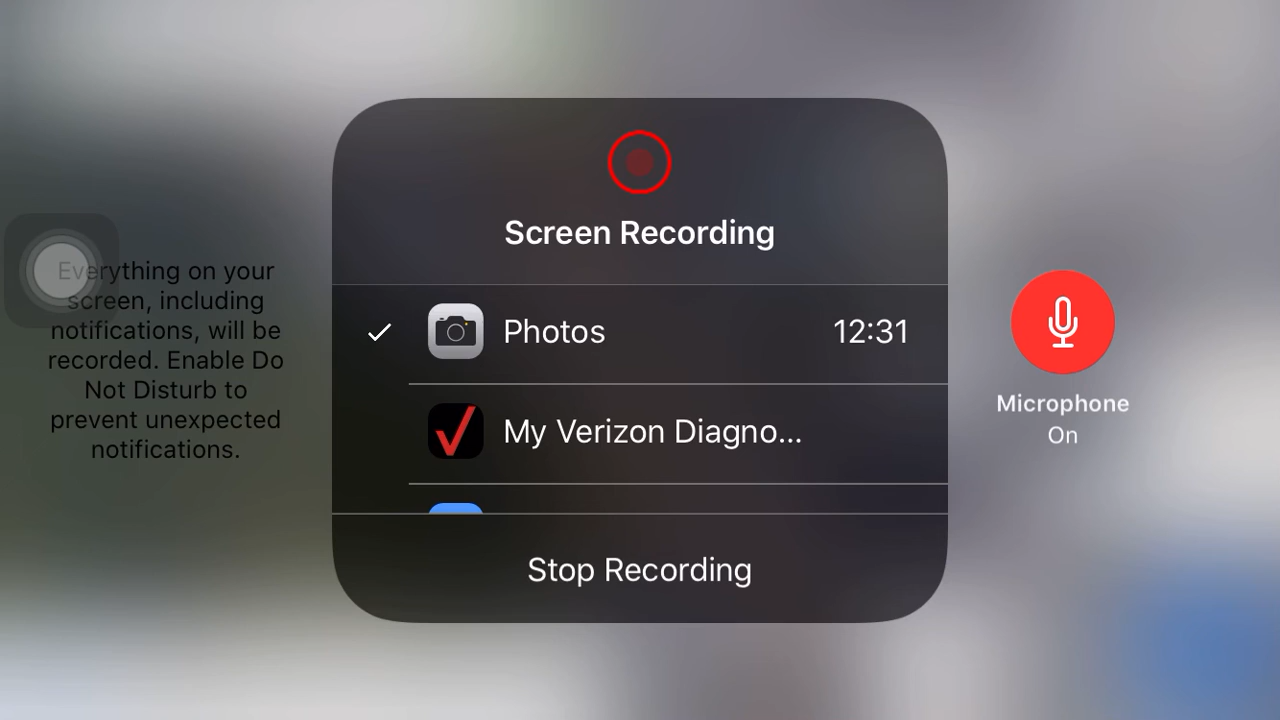 Screen Recording
Everything on your
screen, including
notifications, will be
recorded. Enable Do
Not Disturb to
prevent unexpected
notifications.
Photos 12:31
My Verizon Diagno...
Stop Recording
Microphone
On